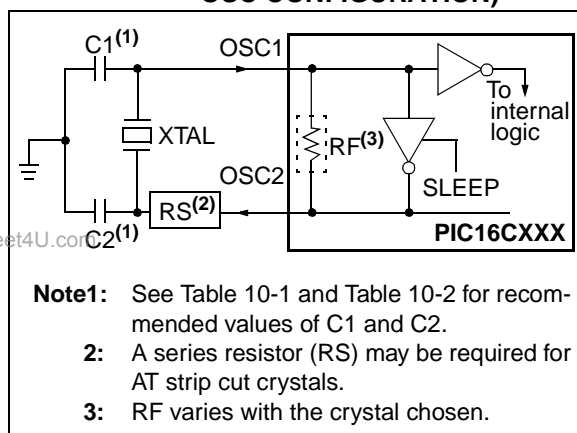 OSC CONFIGURATION)
C1(1)
OSC1
To
internal
logic
XTAL
RF(3)
OSC2
SLEEP
RS(2)
C2(1)
PIC16CXXX
eet4U.com
Note1: See Table 10-1 and Table 10-2 for recom-
mended values of C1 and C2.
2: A series resistor (RS) may be required for
AT strip cut crystals.
3: RF varies with the crystal chosen.